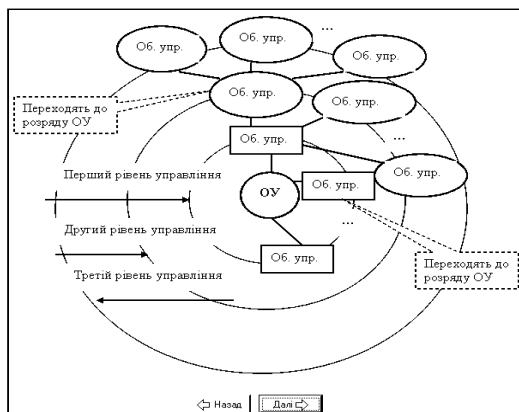 Об. упр.
...
Об. упр.
Об. упр.
Об. упр.
Переходять до
розряду ОУ
Об. упр.
Об. упр.
...
Перший рівень управління
Об. упр.
ОУ
Об. упр.
...
Другий рівень управління
Об. упр.
Переходять до
розряду ОУ
Третій рівень управління
Назад
Далі